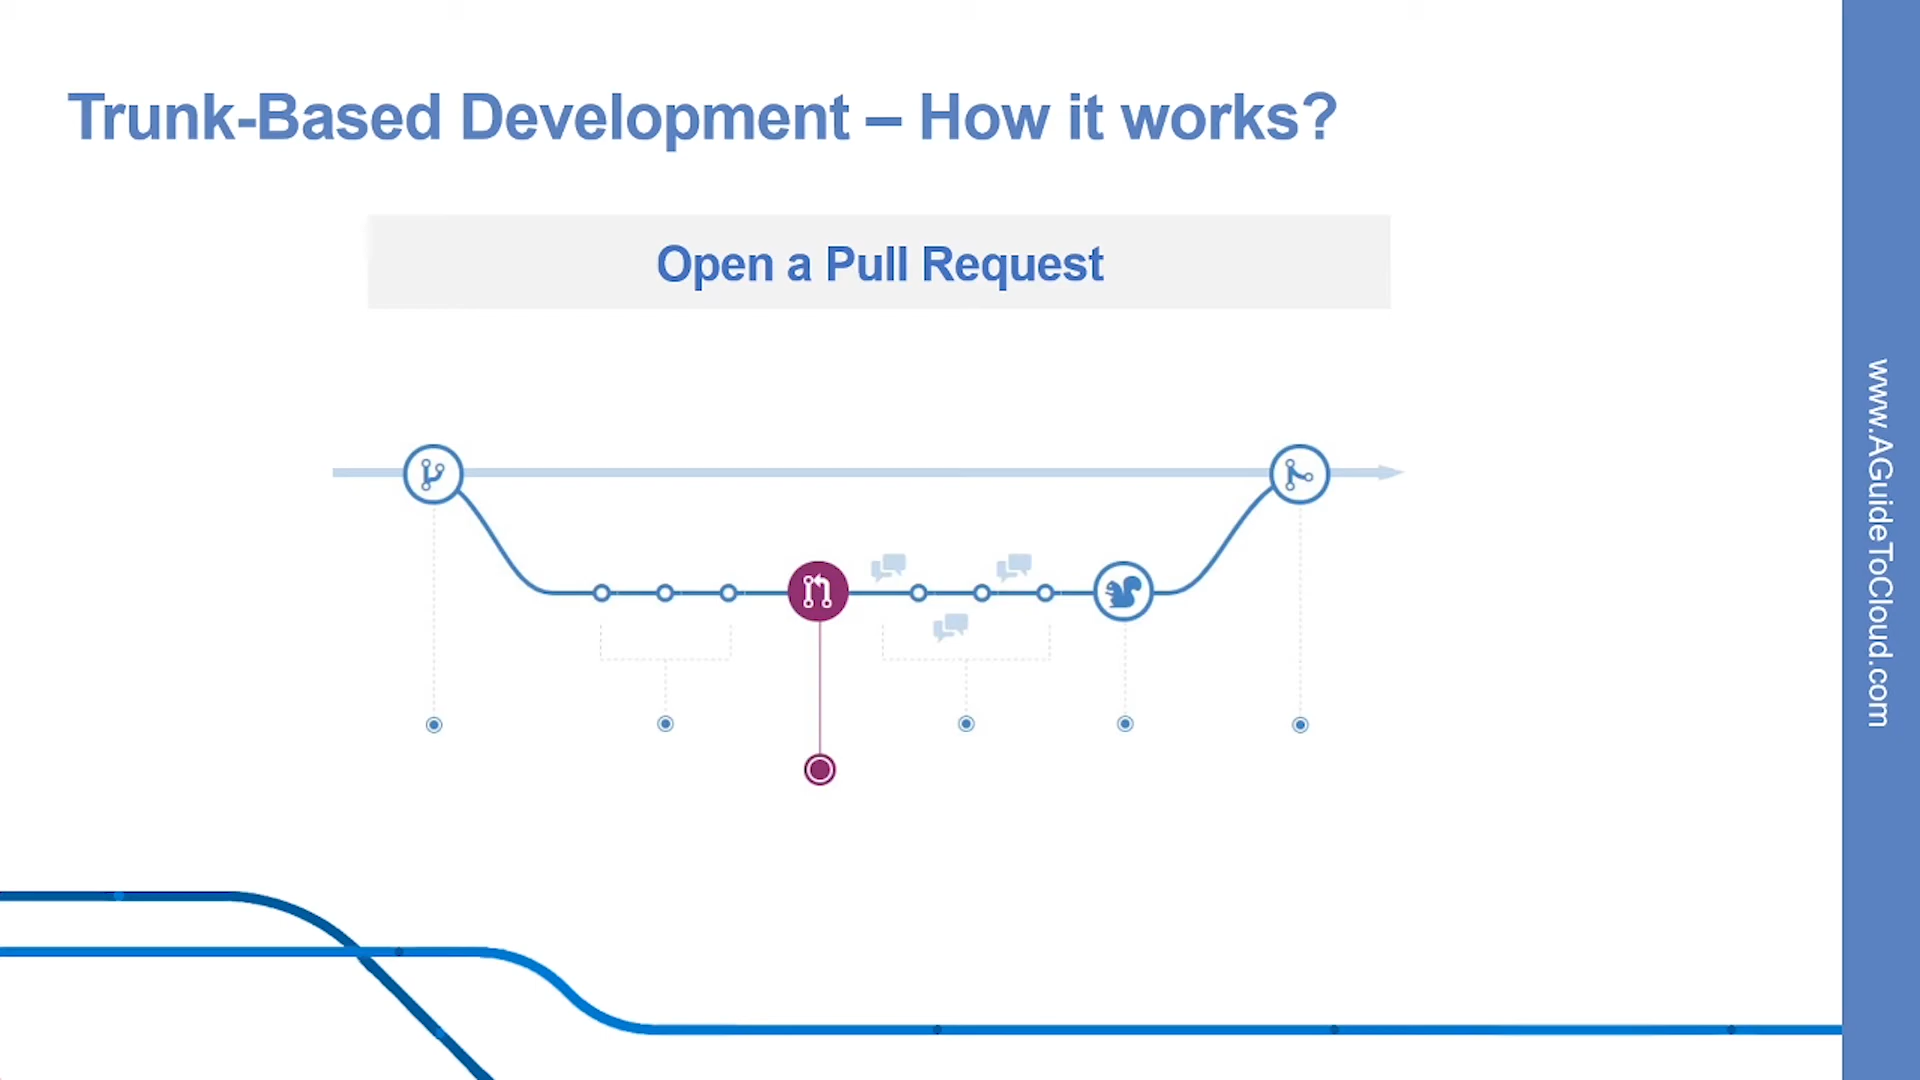 Trunk-Based Development – How it works?
Open a Pull Request
www.AGuideToCloud.com